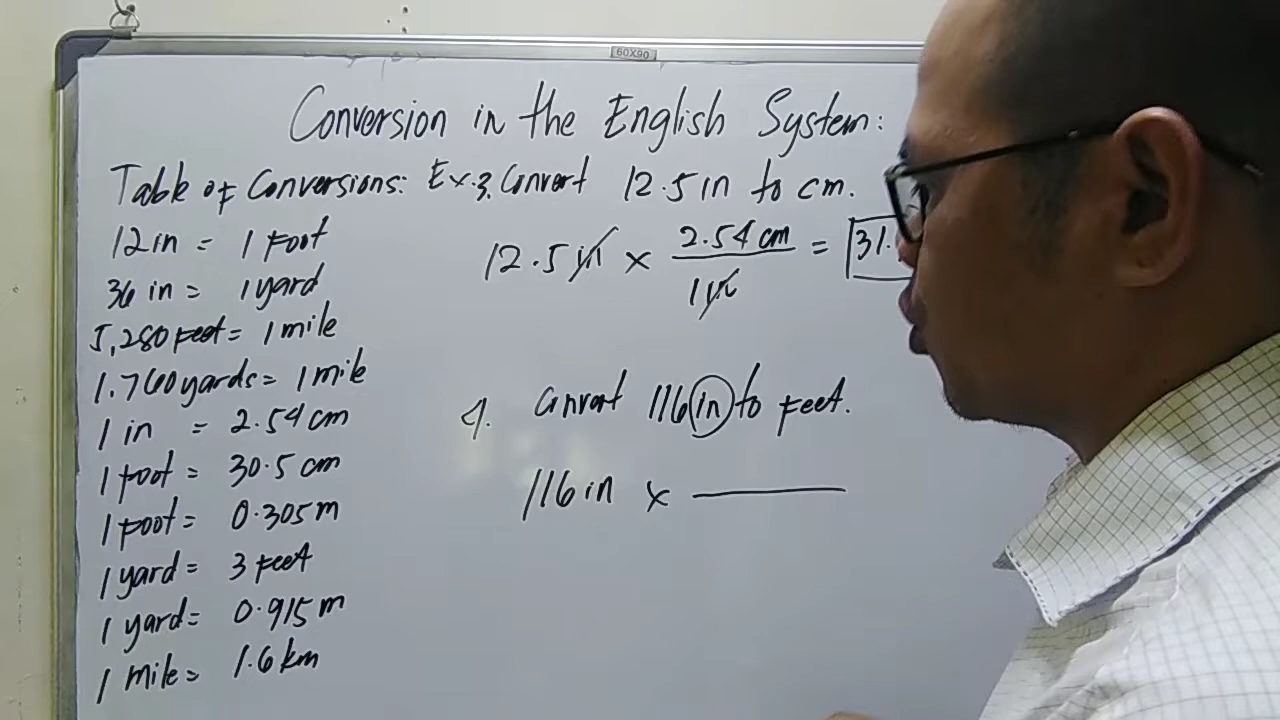 60X90
Conversion in the English System:
Table of Conversions: Ex.3. Convert 12.5 in to cm.
12.5 in x 2.54 cm / 1 in = 31.
12 in = 1 foot
36 in = 1 yard
5,280 feet = 1 mile
1.760 yards = 1 mile
1 in = 2.54 cm
1 foot = 30.5 cm
1 foot = 0.305 m
1 yard = 3 feet
1 yard = 0.915 m
1 mile = 1.6 km
4. Convert 116 in to feet.
116 in x